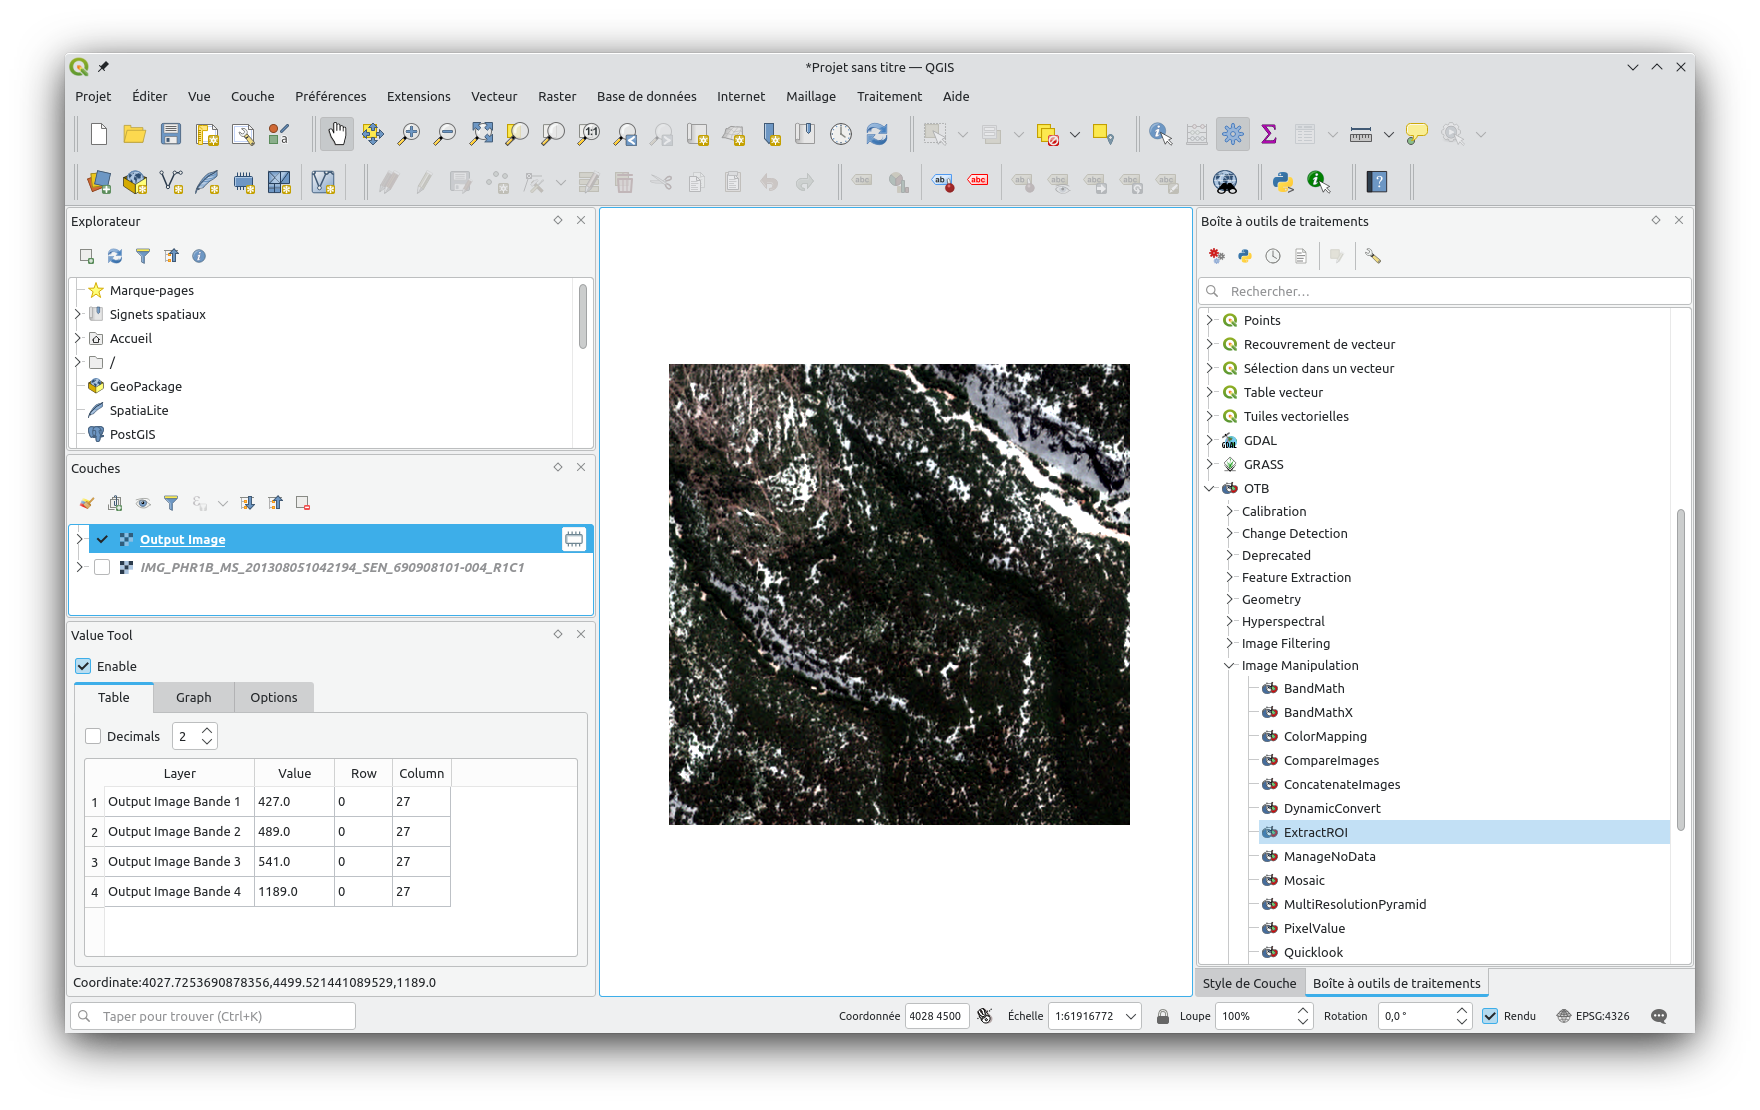 *Projet sans titre — QGIS
Projet Éditer Vue Couche Préférences Extensions Vecteur Raster Base de données Internet Maillage Traitement Aide
Explorateur
Marque-pages
Signets spatiaux
Accueil
/
GeoPackage
SpatiaLite
PostGIS
Couches
Output Image
IMG_PHR1B_MS_201308051042194_SEN_690908101-004_R1C1
Value Tool
Enable
Table Graph Options
Decimals 2
Layer Value Row Column
1 Output Image Bande 1 427.0 0 27
2 Output Image Bande 2 489.0 0 27
3 Output Image Bande 3 541.0 0 27
4 Output Image Bande 4 1189.0 0 27
Coordinate:4027.7253690878356,4499.521441089529,1189.0
Boîte à outils de traitements
Rechercher…
Points
Recouvrement de vecteur
Sélection dans un vecteur
Table vecteur
Tuiles vectorielles
GDAL
GRASS
OTB
Calibration
Change Detection
Deprecated
Feature Extraction
Geometry
Hyperspectral
Image Filtering
Image Manipulation
BandMath
BandMathX
ColorMapping
CompareImages
ConcatenateImages
DynamicConvert
ExtractROI
ManageNoData
Mosaic
MultiResolutionPyramid
PixelValue
Quicklook
Style de Couche Boîte à outils de traitements
Taper pour trouver (Ctrl+K) Coordonnée 4028 4500 Échelle 1:61916772 Loupe 100% Rotation 0,0 ° Rendu EPSG:4326